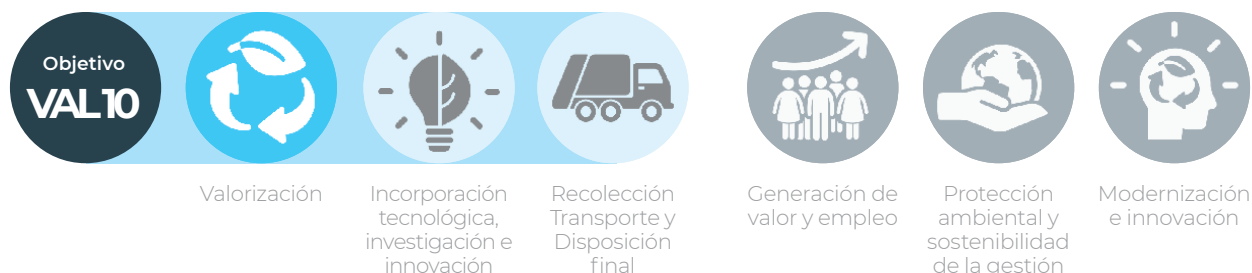 Objetivo
VAL10
Valorización
Incorporación
tecnológica,
investigación e
innovación
Recolección
Transporte y
Disposición
final
Generación de
valor y empleo
Protección
ambiental y
sostenibilidad
de la gestión
Modernización
e innovación